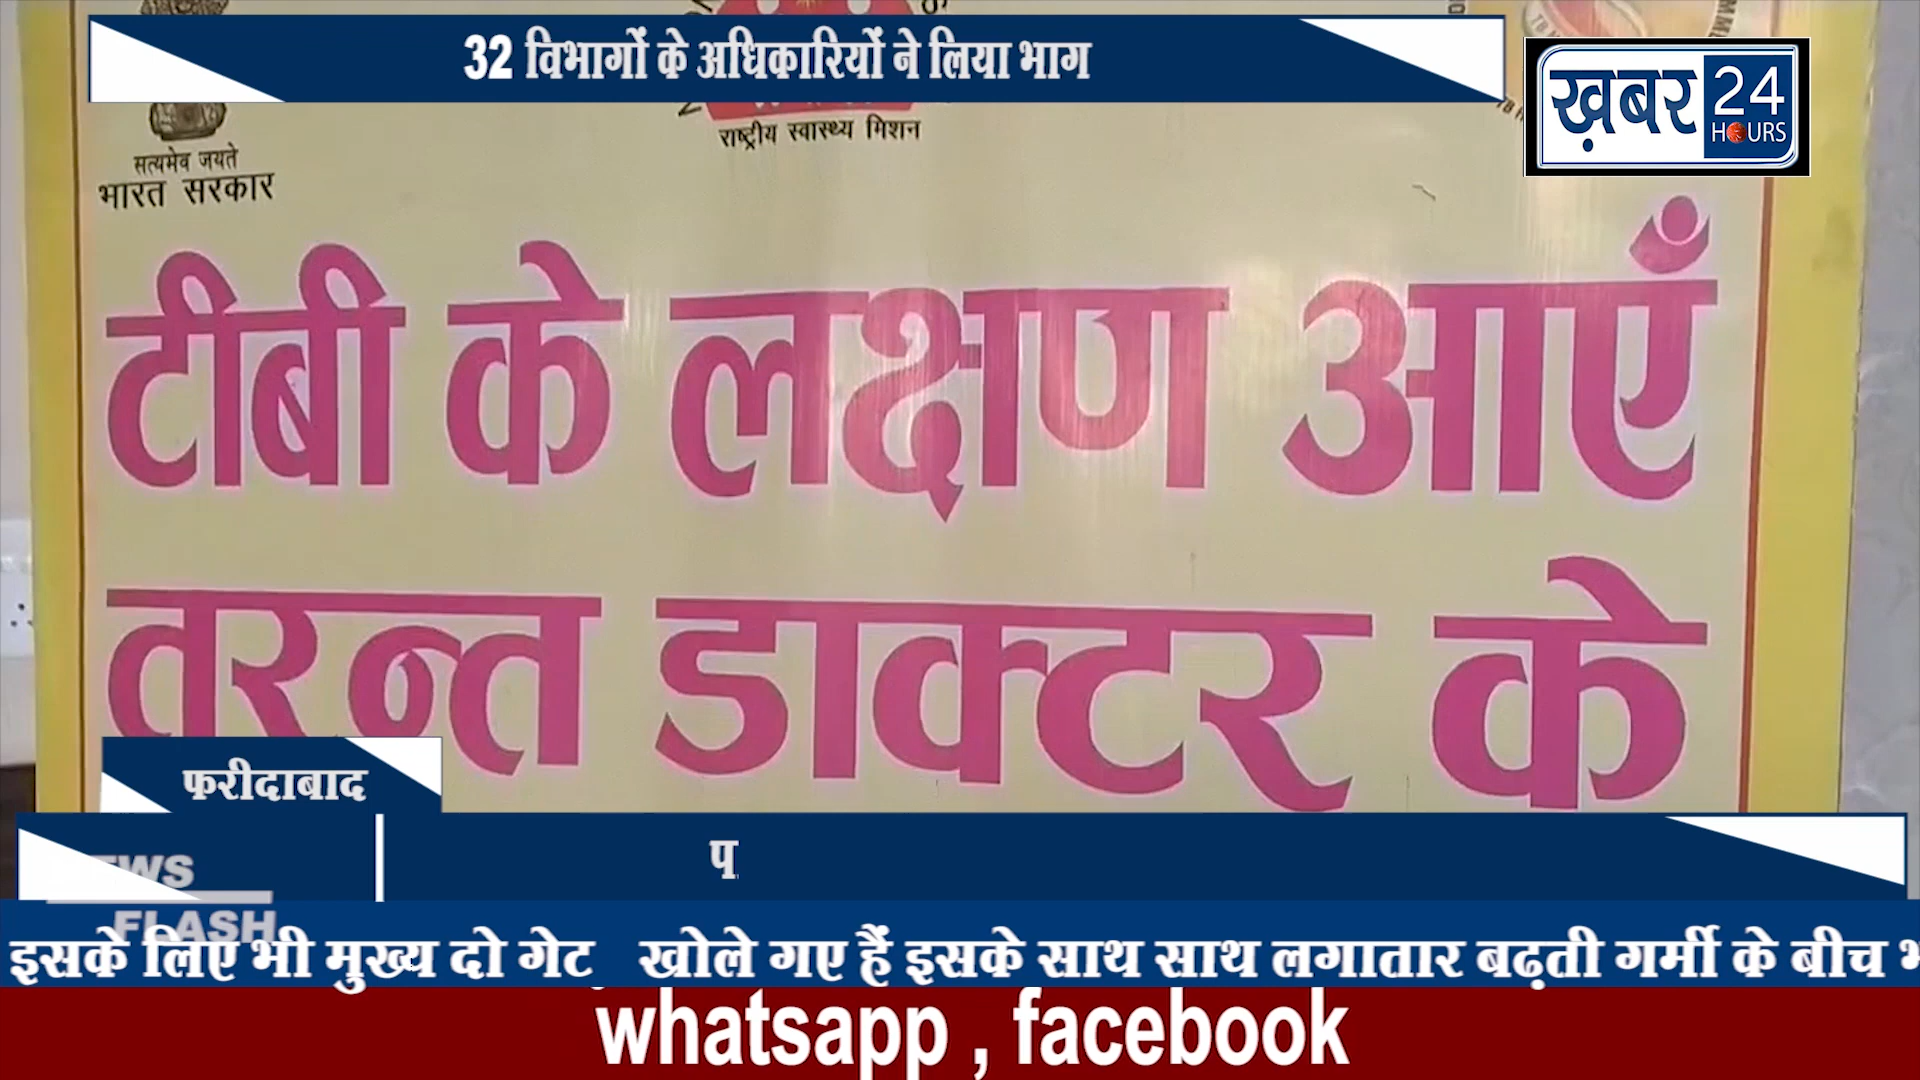 32 विभागों के अधिकारियों ने लिया भाग
ख़बर 24
HOURS
राष्ट्रीय स्वास्थ्य मिशन
सत्यमेव जयते
भारत सरकार
टीबी के लक्षण आएँ
तुरन्त डाक्टर के
फरीदाबाद
प
NEWS
FLASH
इसके लिए भी मुख्य दो गेट खोले गए हैं इसके साथ साथ लगातार बढ़ती गर्मी के बीच
whatsapp , facebook